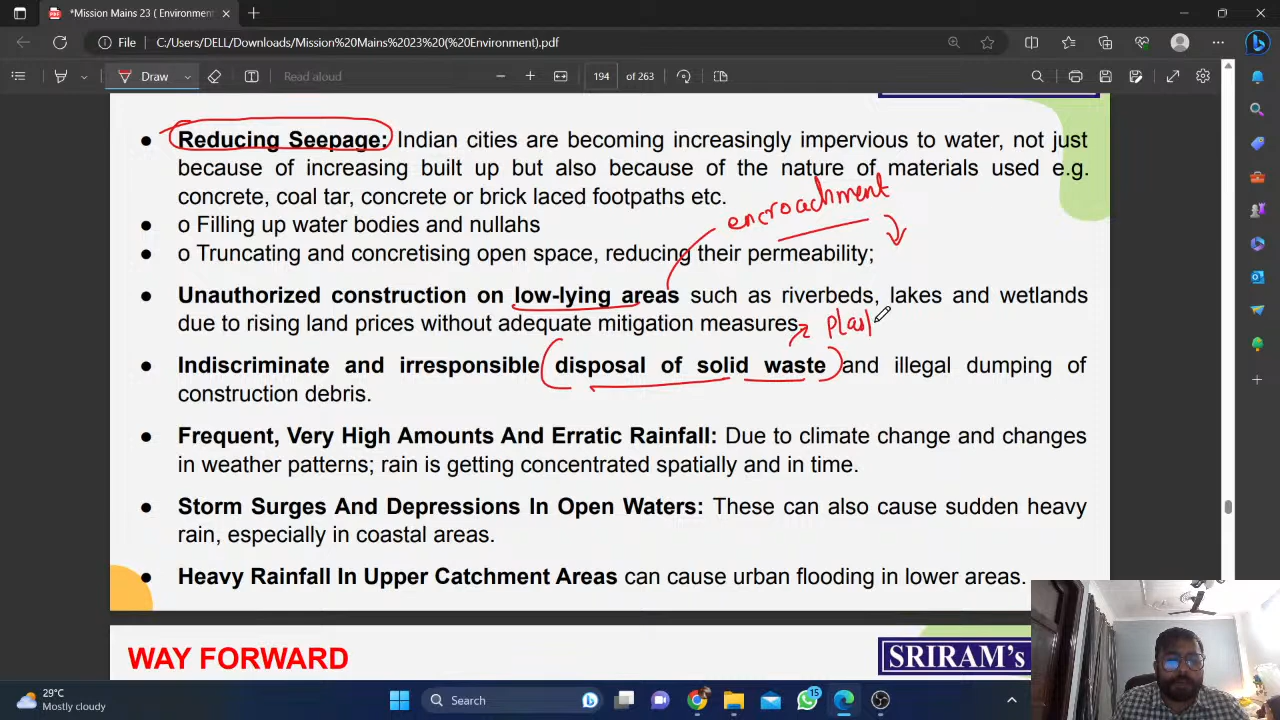 *Mission Mains 23 ( Environment
File
C:/Users/DELL/Downloads/Mission%20Mains%2023%20(%20Environment).pdf
Draw
Read aloud
194 of 263
● Reducing Seepage: Indian cities are becoming increasingly impervious to water, not just
because of increasing built up but also because of the nature of materials used e.g.
concrete, coal tar, concrete or brick laced footpaths etc.
encroachment
● o Filling up water bodies and nullahs
● o Truncating and concretising open space, reducing their permeability;
● Unauthorized construction on low-lying areas such as riverbeds, lakes and wetlands
due to rising land prices without adequate mitigation measures.
plas
● Indiscriminate and irresponsible disposal of solid waste and illegal dumping of
construction debris.
● Frequent, Very High Amounts And Erratic Rainfall: Due to climate change and changes
in weather patterns; rain is getting concentrated spatially and in time.
● Storm Surges And Depressions In Open Waters: These can also cause sudden heavy
rain, especially in coastal areas.
● Heavy Rainfall In Upper Catchment Areas can cause urban flooding in lower areas.
WAY FORWARD
SRIRAM's
29°C
Mostly cloudy
Search
15